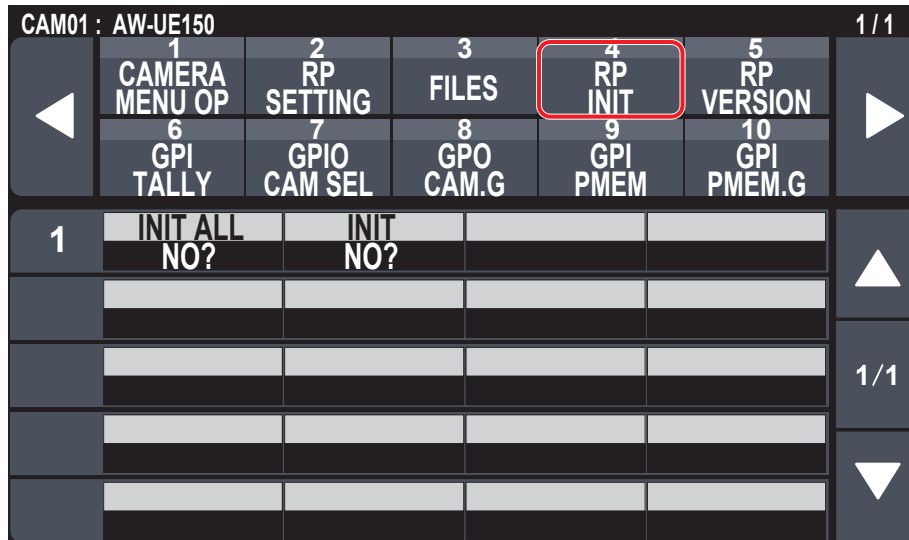 CAM01 : AW-UE150 1 / 1
1 2 3 4 5
CAMERA MENU OP
RP SETTING
FILES
RP INIT
RP VERSION
6 7 8 9 10
GPI TALLY
GPIO CAM SEL
GPO CAM.G
GPI PMEM
GPI PMEM.G
1 INIT ALL INIT
NO? NO?
1/1